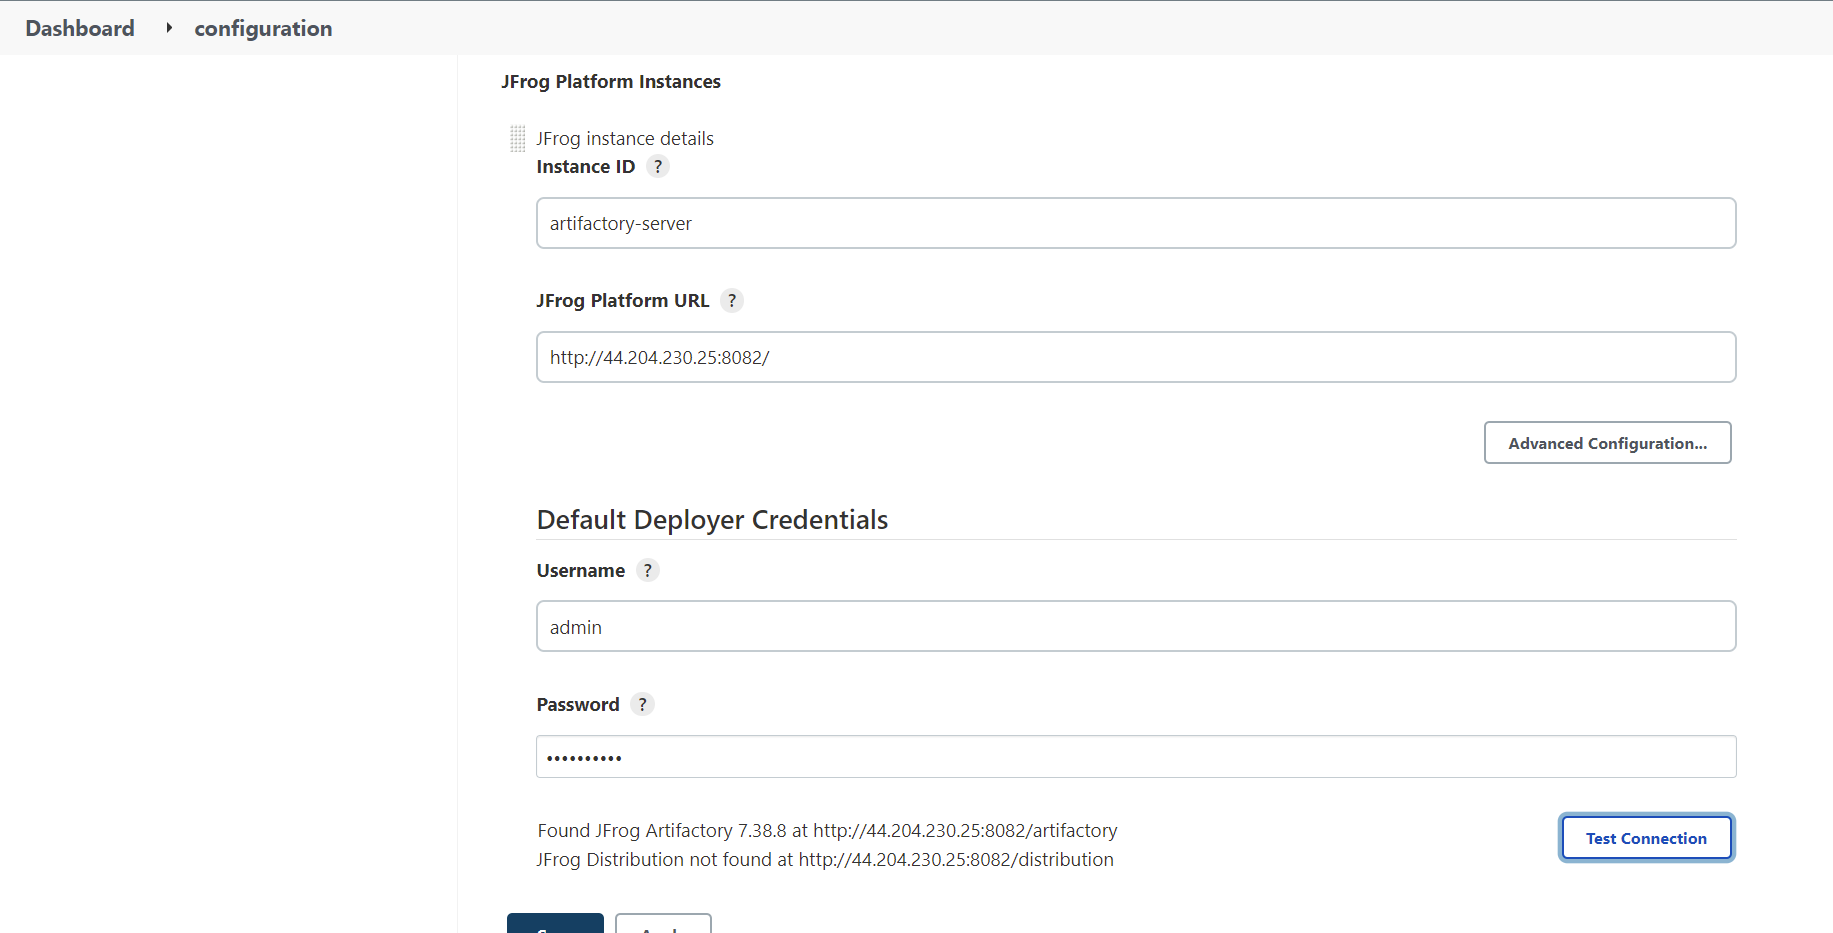 Dashboard configuration
JFrog Platform Instances
JFrog instance details
Instance ID ?
artifactory-server
JFrog Platform URL ?
http://44.204.230.25:8082/
Advanced Configuration...
Default Deployer Credentials
Username ?
admin
Password ?
••••••••••
Found JFrog Artifactory 7.38.8 at http://44.204.230.25:8082/artifactory
JFrog Distribution not found at http://44.204.230.25:8082/distribution
Test Connection